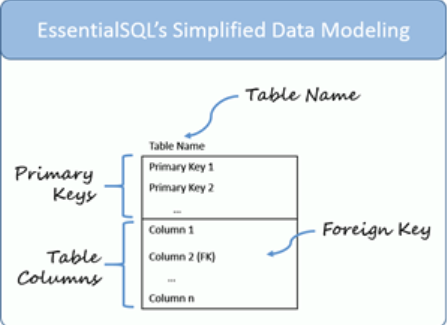 EssentialSQL's Simplified Data Modeling
Table Name
Table Name
Primary Keys
Primary Key 1
Primary Key 2
...
Table Columns
Column 1
Column 2 (FK)
...
Column n
Foreign Key